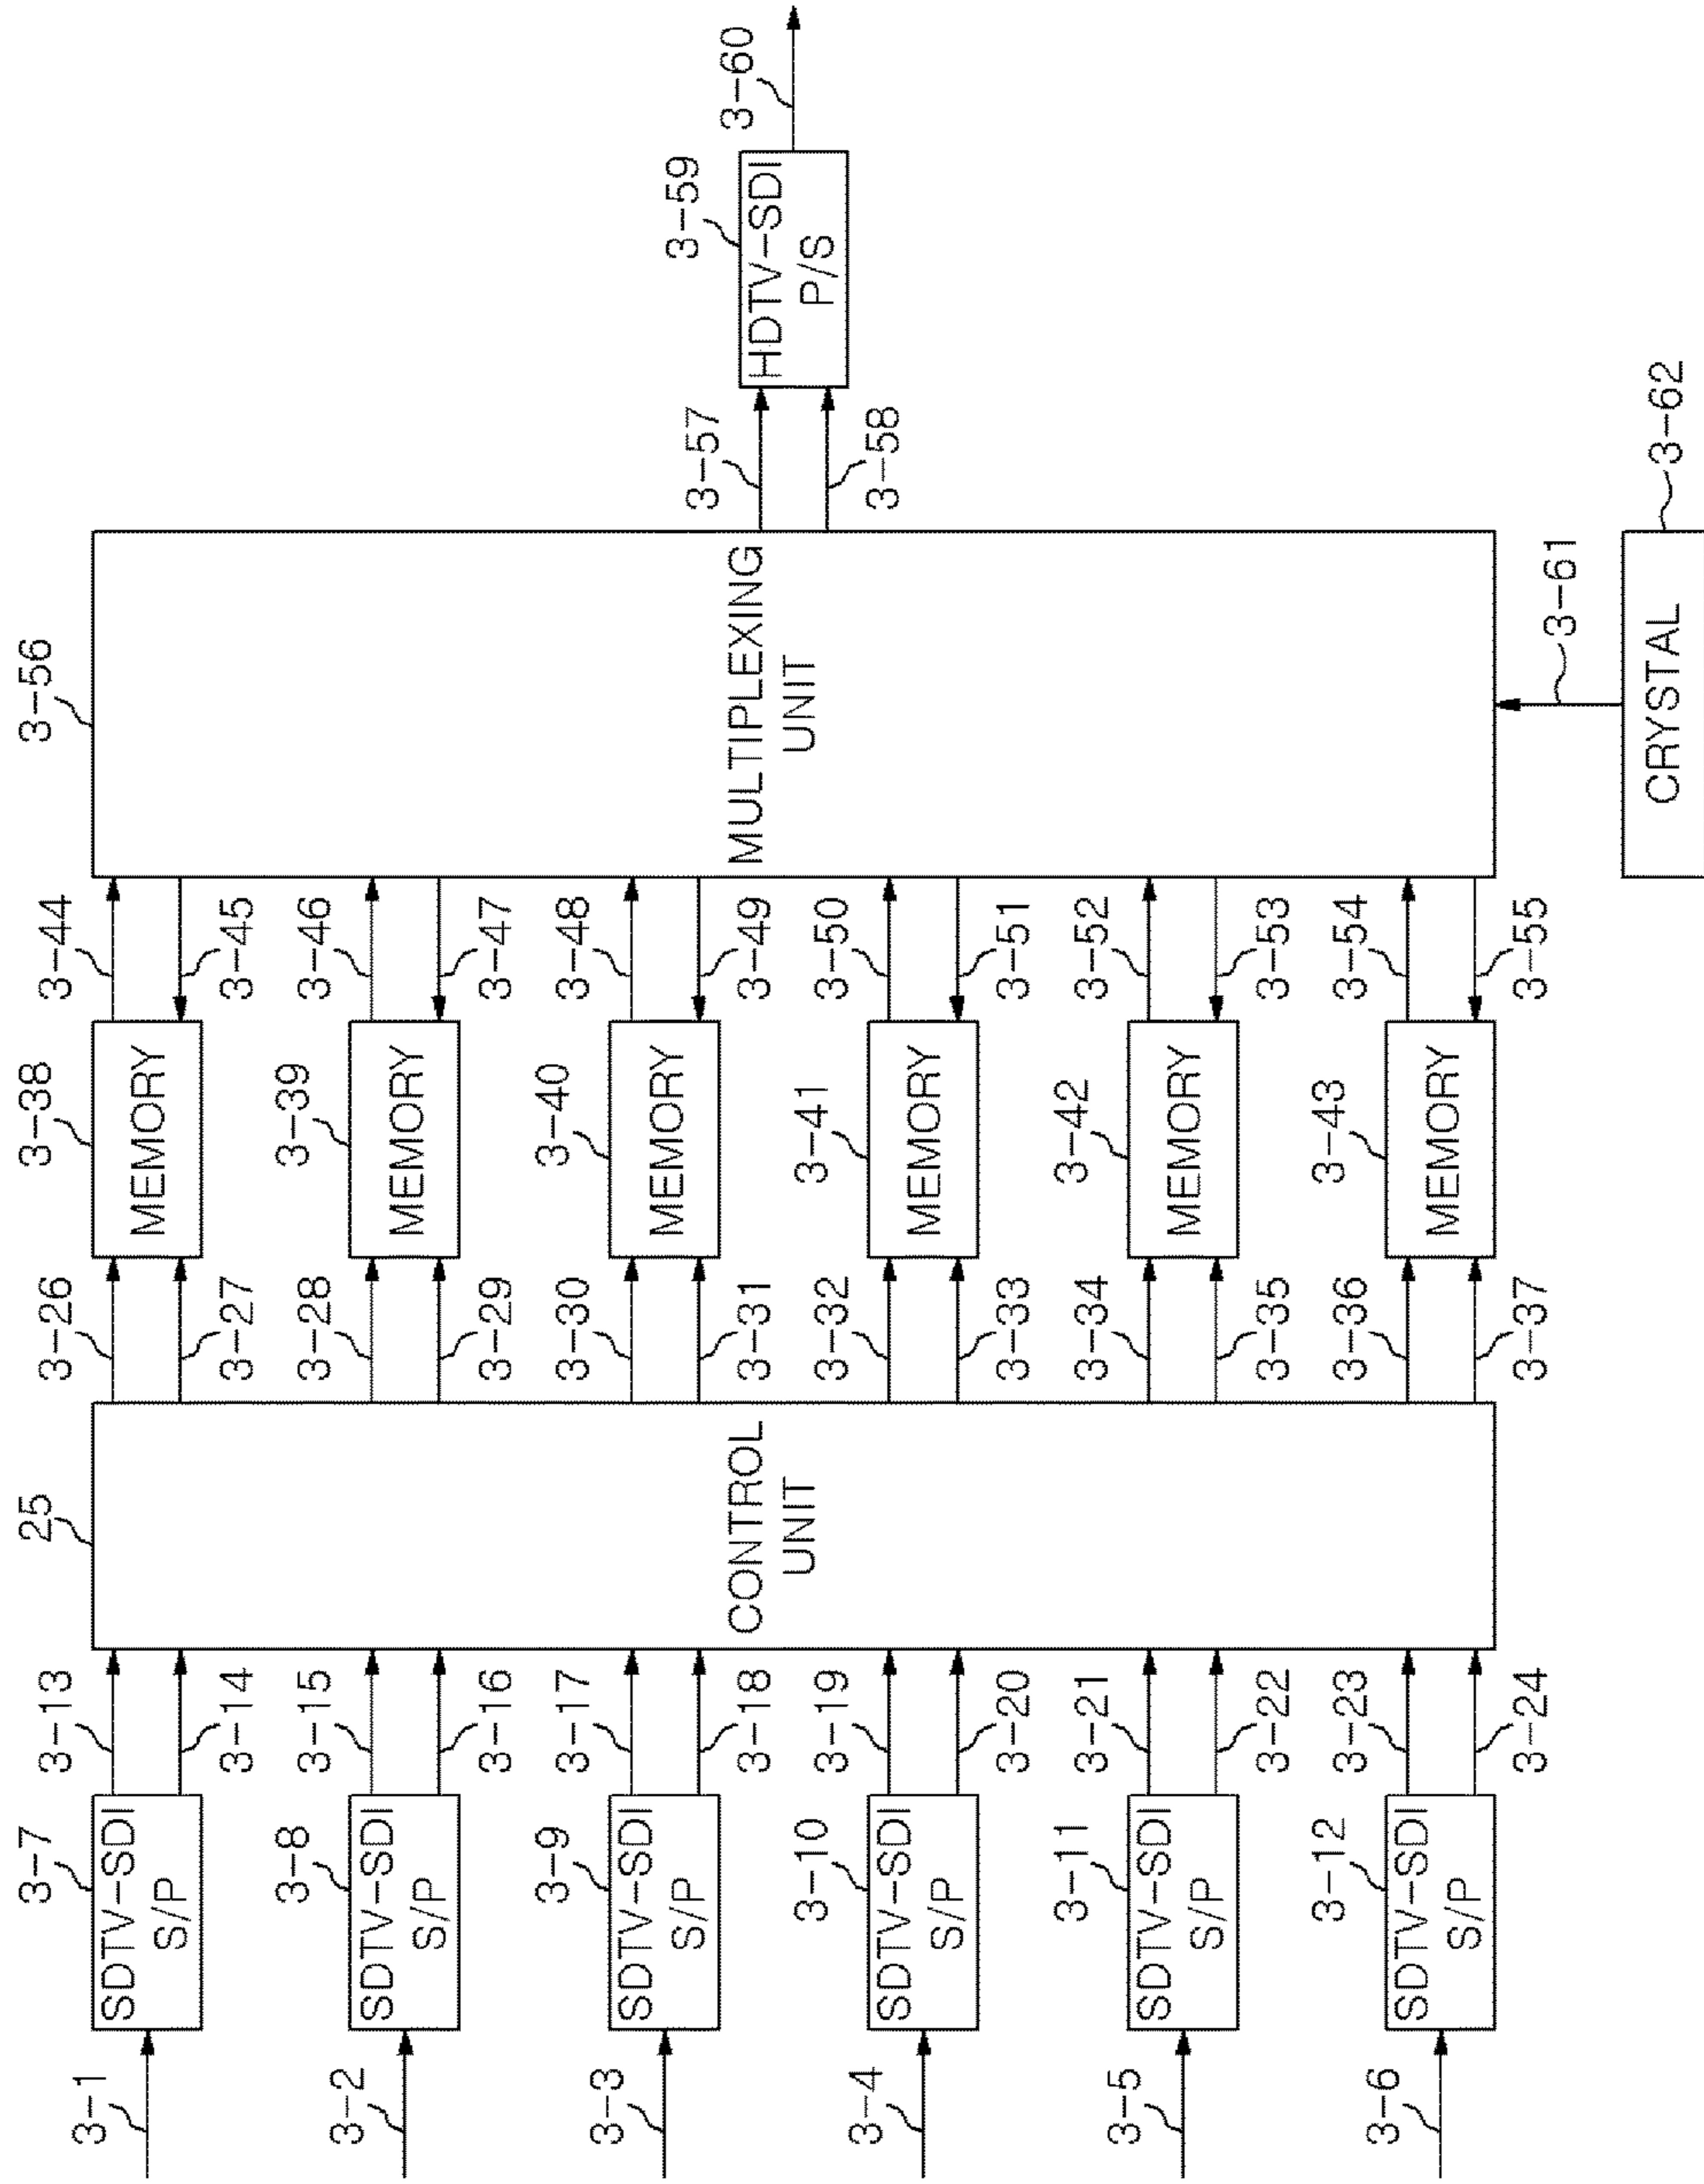 3-1
3-2
3-3
3-4
3-5
3-6
3-7
SDTV-SDI
S/P
3-8
SDTV-SDI
S/P
3-9
SDTV-SDI
S/P
3-10
SDTV-SDI
S/P
3-11
SDTV-SDI
S/P
3-12
SDTV-SDI
S/P
3-13
3-14
3-15
3-16
3-17
3-18
3-19
3-20
3-21
3-22
3-23
3-24
25
CONTROL
UNIT
3-26
3-27
3-28
3-29
3-30
3-31
3-32
3-33
3-34
3-35
3-36
3-37
3-38
MEMORY
3-39
MEMORY
3-40
MEMORY
3-41
MEMORY
3-42
MEMORY
3-43
MEMORY
3-44
3-45
3-46
3-47
3-48
3-49
3-50
3-51
3-52
3-53
3-54
3-55
3-56
MULTIPLEXING
UNIT
3-57
3-58
3-59
HDTV-SDI
P/S
3-60
3-61
3-62
CRYSTAL